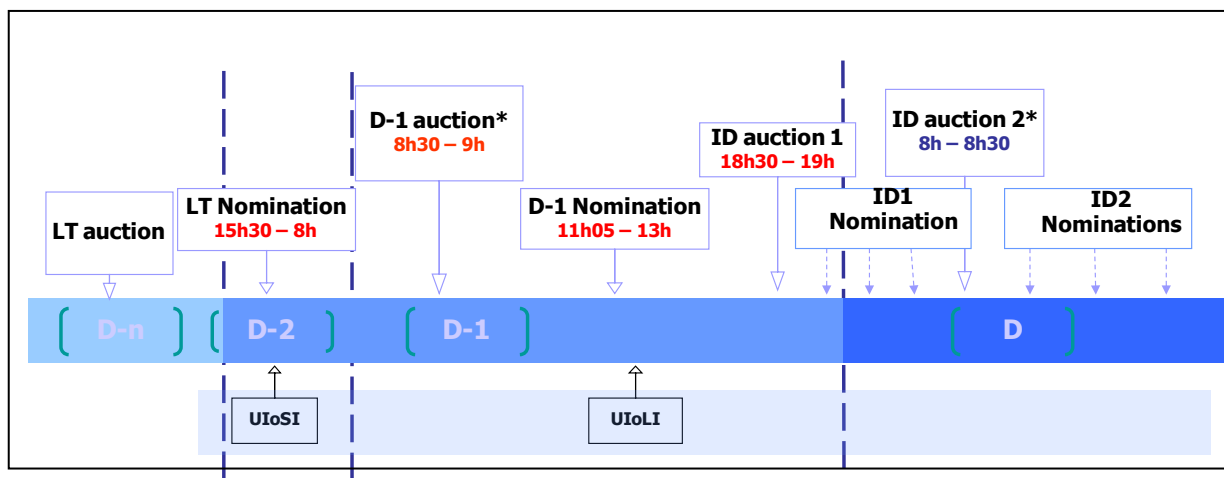 D-1 auction*
8h30 – 9h
ID auction 1
18h30 – 19h
ID auction 2*
8h – 8h30
LT auction
LT Nomination
15h30 – 8h
D-1 Nomination
11h05 – 13h
ID1
Nomination
ID2
Nominations
D-n
D-2
D-1
D
UIoSI
UIoLI